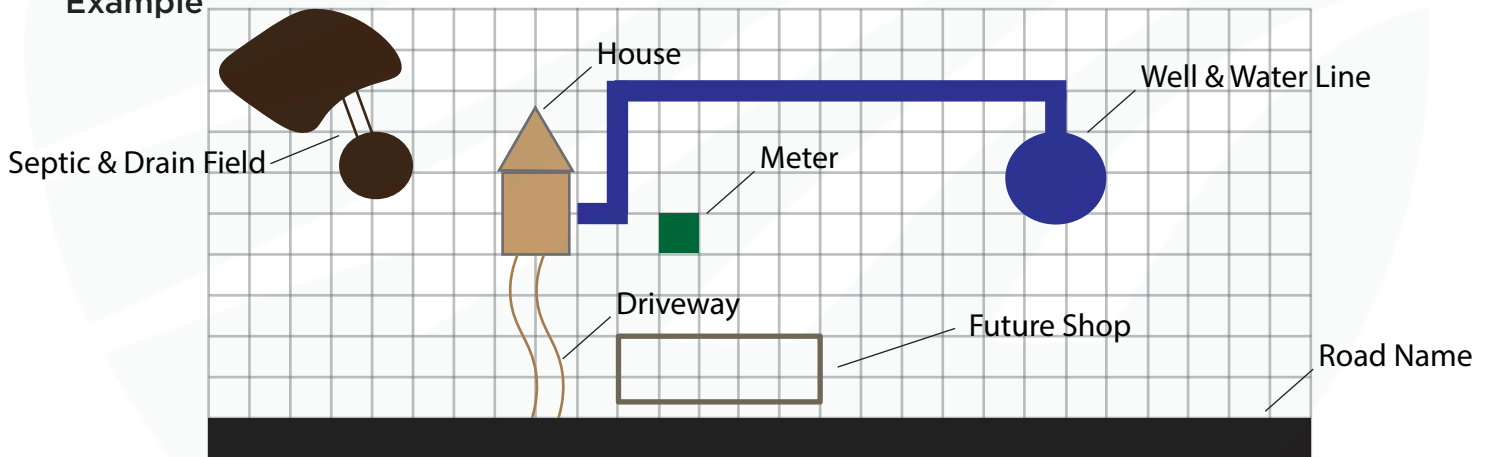 Example
House
Well & Water Line
Septic & Drain Field
Meter
Driveway
Future Shop
Road Name